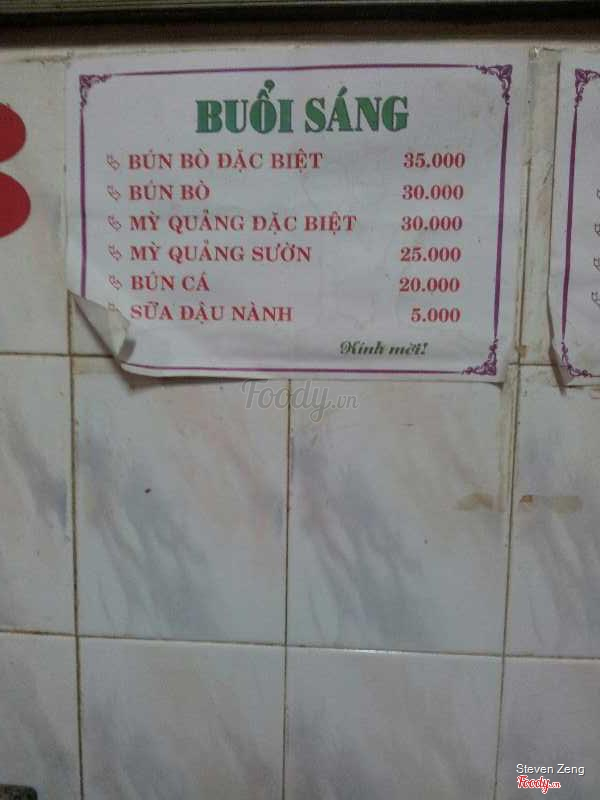 BUỔI SÁNG
BÚN BÒ ĐẶC BIỆT 35.000
BÚN BÒ 30.000
MỲ QUẢNG ĐẶC BIỆT 30.000
MỲ QUẢNG SƯỜN 25.000
BÚN CÁ 20.000
SỮA ĐẬU NÀNH 5.000
Kính mời!
Foody.vn
Steven Zeng
Foody.vn